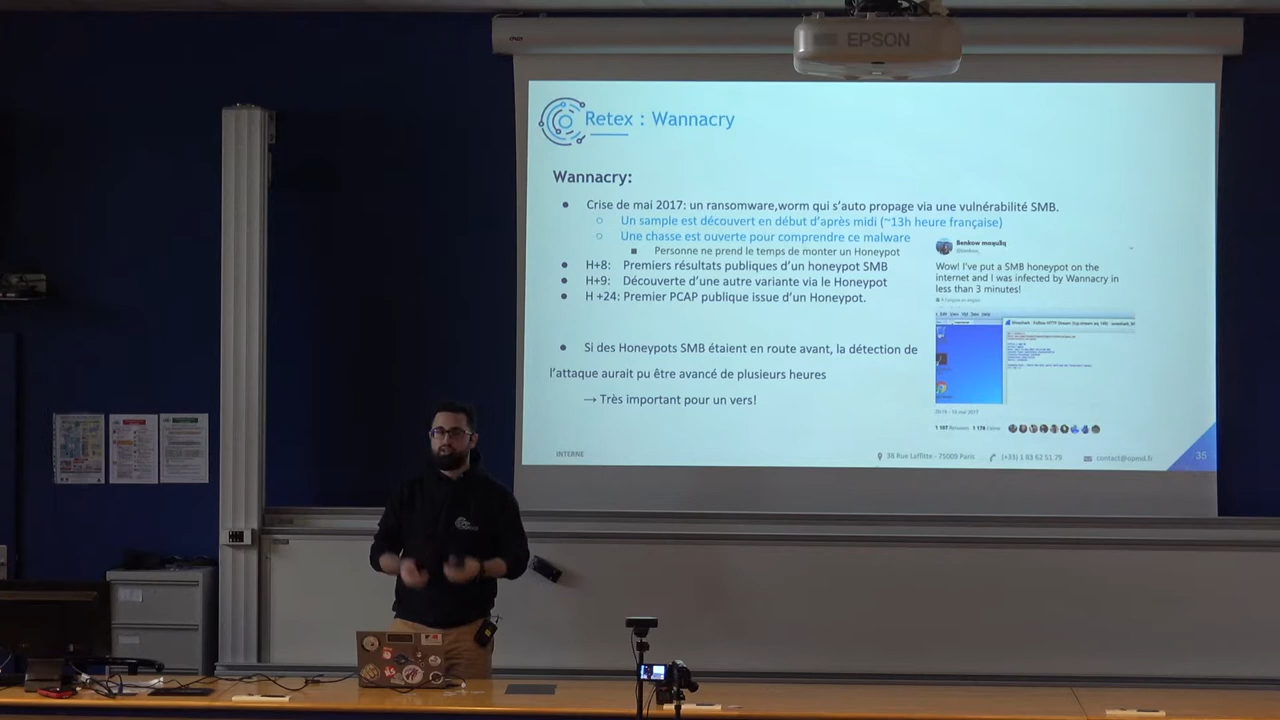 EPSON
Retex : Wannacry
Wannacry:
● Crise de mai 2017: un ransomware,worm qui s'auto propage via une vulnérabilité SMB.
○ Un sample est découvert en début d'après midi (~13h heure française)
○ Une chasse est ouverte pour comprendre ce malware
■ Personne ne prend le temps de monter un Honeypot
● H+8: Premiers résultats publiques d'un honeypot SMB
● H+9: Découverte d'une autre variante via le Honeypot
● H +24: Premier PCAP publique issue d'un Honeypot.
● Si des Honeypots SMB étaient en route avant, la détection de
l'attaque aurait pu être avancé de plusieurs heures
→ Très important pour un vers!
Wow! I've put a SMB honeypot on the
internet and I was infected by Wannacry in
less than 3 minutes!
INTERNE
38 Rue Laffitte - 75009 Paris
(+33) 1 83 62 51 79
35